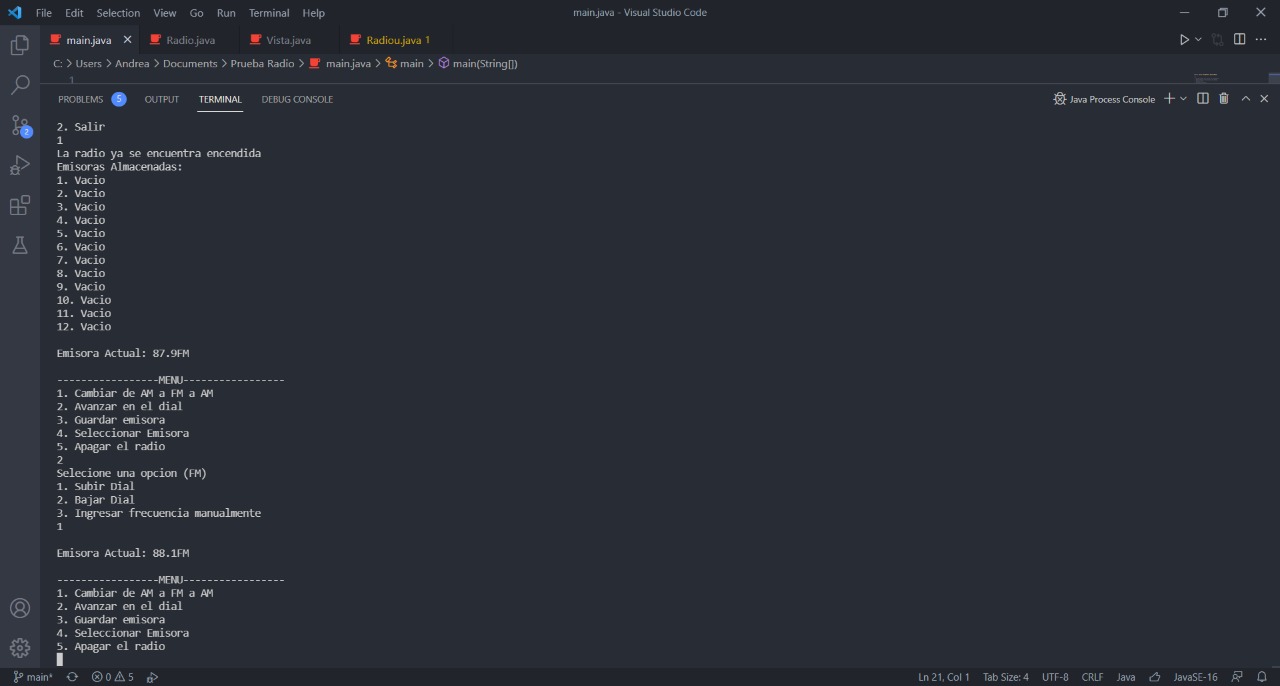 File Edit Selection View Go Run Terminal Help main.java - Visual Studio Code
main.java Radio.java Vista.java Radiou.java 1
C: > Users > Andrea > Documents > Prueba Radio > main.java > main > main(String[])
1
PROBLEMS 5 OUTPUT TERMINAL DEBUG CONSOLE Java Process Console
2. Salir
1
La radio ya se encuentra encendida
Emisoras Almacenadas:
1. Vacio
2. Vacio
3. Vacio
4. Vacio
5. Vacio
6. Vacio
7. Vacio
8. Vacio
9. Vacio
10. Vacio
11. Vacio
12. Vacio
Emisora Actual: 87.9FM
-----------------MENU-----------------
1. Cambiar de AM a FM a AM
2. Avanzar en el dial
3. Guardar emisora
4. Seleccionar Emisora
5. Apagar el radio
2
Selecione una opcion (FM)
1. Subir Dial
2. Bajar Dial
3. Ingresar frecuencia manualmente
1
Emisora Actual: 88.1FM
-----------------MENU-----------------
1. Cambiar de AM a FM a AM
2. Avanzar en el dial
3. Guardar emisora
4. Seleccionar Emisora
5. Apagar el radio
2
main* 0 5 Ln 21, Col 1 Tab Size: 4 UTF-8 CRLF Java JavaSE-16